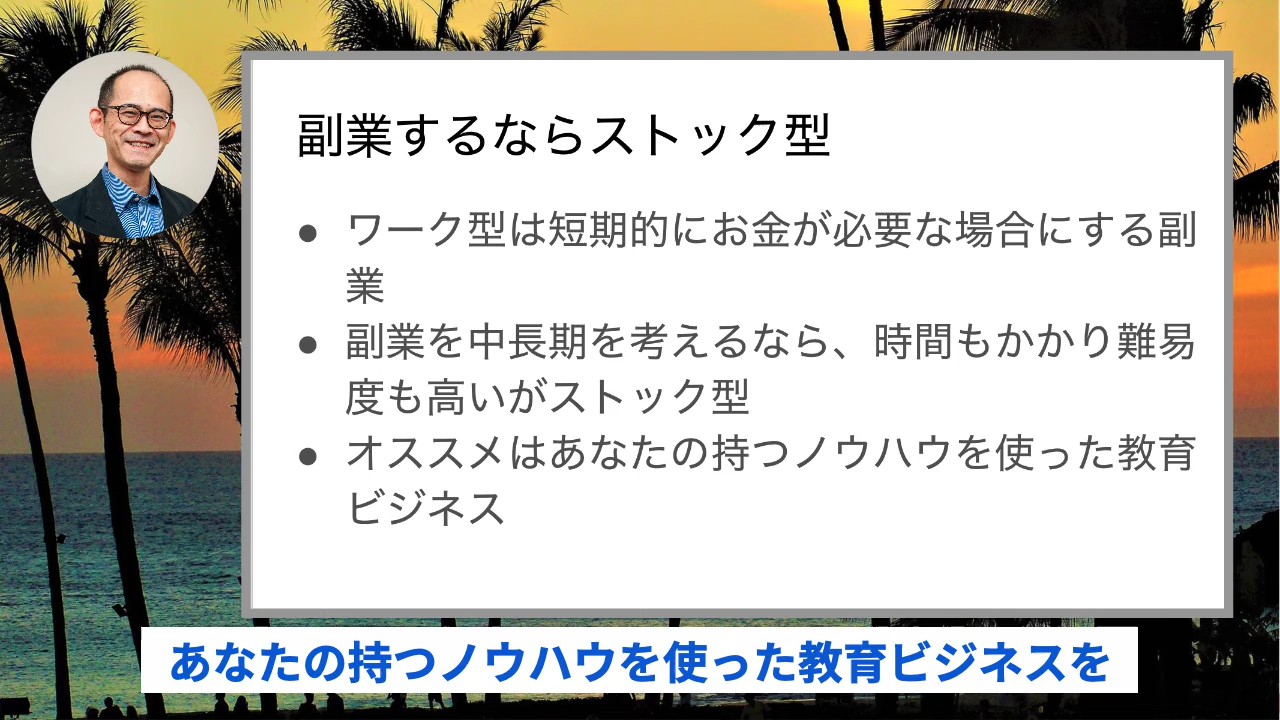 副業するならストック型
● ワーク型は短期的にお金が必要な場合にする副
業
● 副業を中長期を考えるなら、時間もかかり難易
度も高いがストック型
● オススメはあなたの持つノウハウを使った教育
ビジネス
あなたの持つノウハウを使った教育ビジネスを